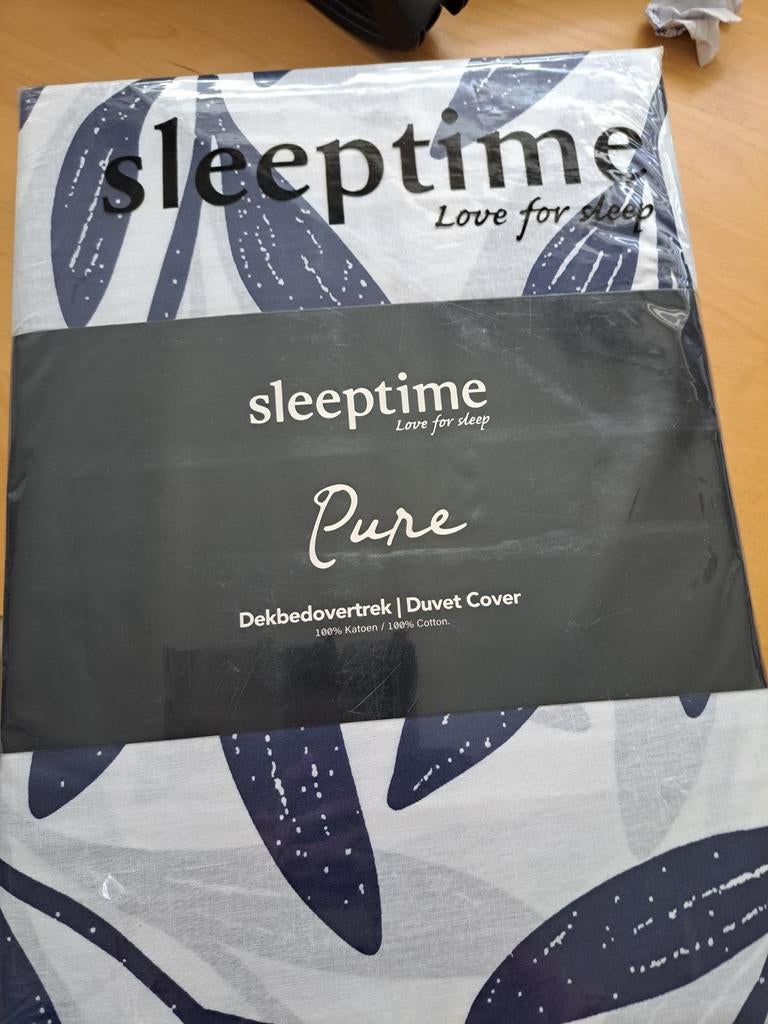 sleeptime
Love for sleep
sleeptime
Love for sleep
Pure
Dekbedovertrek | Duvet Cover
100% Katoen / 100% Cotton.